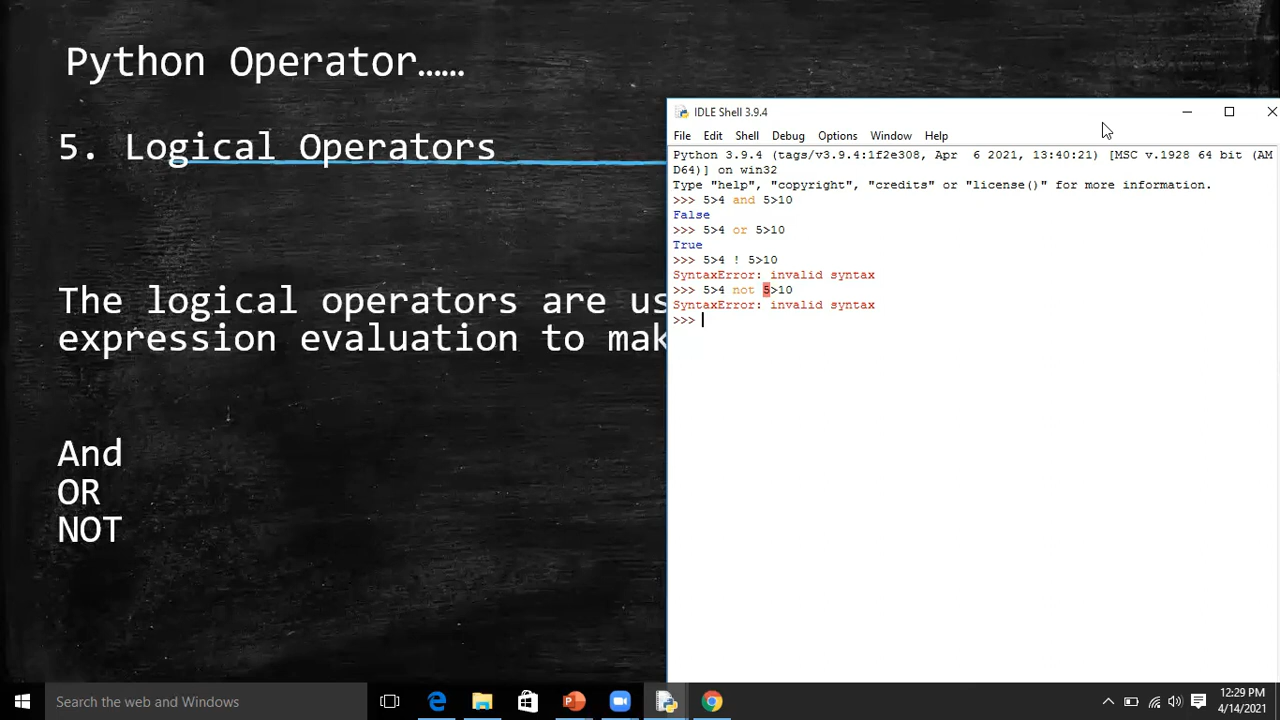 Python Operator……
5. Logical Operators
The logical operators are us
expression evaluation to mak
And
OR
NOT
IDLE Shell 3.9.4
File Edit Shell Debug Options Window Help
Python 3.9.4 (tags/v3.9.4:1f2e308, Apr  6 2021, 13:40:21) [MSC v.1928 64 bit (AM
D64)] on win32
Type "help", "copyright", "credits" or "license()" for more information.
>>> 5>4 and 5>10
False
>>> 5>4 or 5>10
True
>>> 5>4 ! 5>10
SyntaxError: invalid syntax
>>> 5>4 not 5>10
SyntaxError: invalid syntax
>>>
Search the web and Windows
12:29 PM
4/14/2021